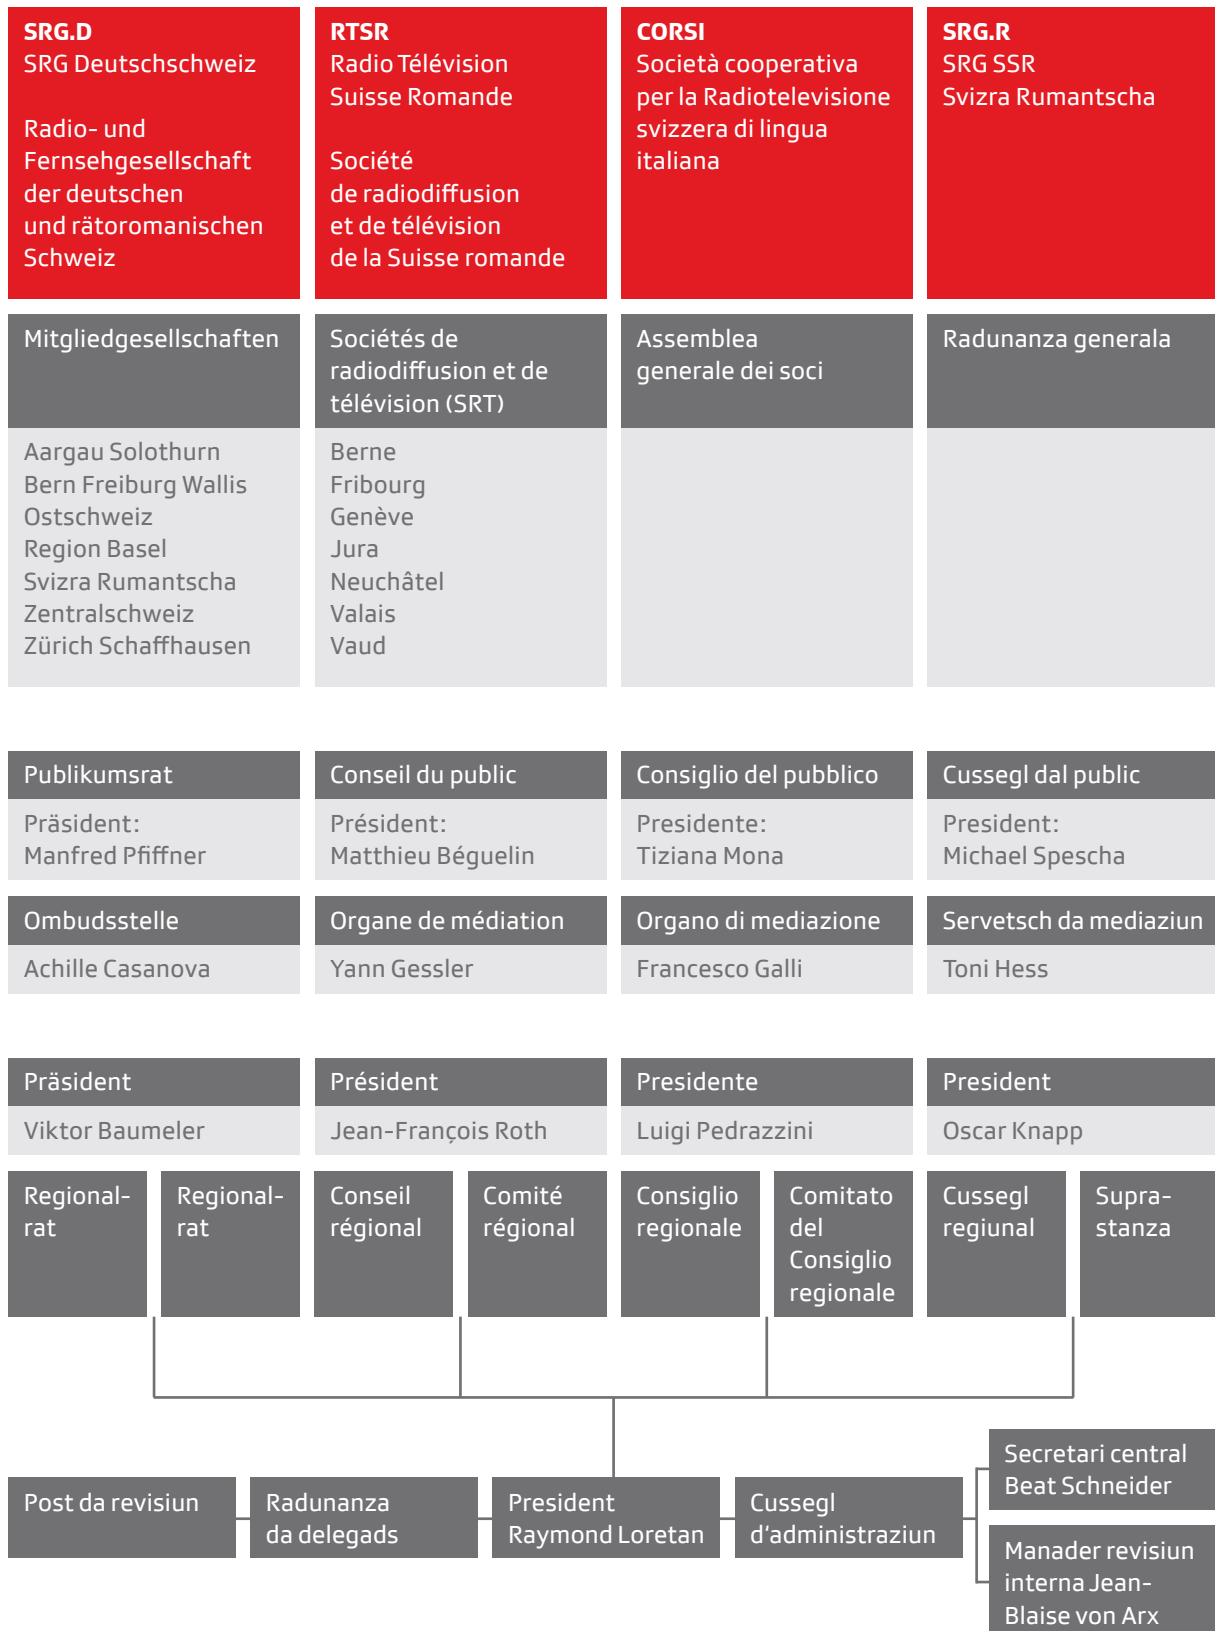 SRG.D
SRG Deutschschweiz
Radio- und
Fernsehgesellschaft
der deutschen
und rätoromanischen
Schweiz
RTSR
Radio Télévision
Suisse Romande
Société
de radiodiffusion
et de télévision
de la Suisse romande
CORSI
Società cooperativa
per la Radiotelevisione
svizzera di lingua
italiana
SRG.R
SRG SSR
Svizra Rumantscha
Mitgliedgesellschaften
Sociétés de
radiodiffusion et de
télévision (SRT)
Assemblea
generale dei soci
Radunanza generala
Aargau Solothurn
Bern Freiburg Wallis
Ostschweiz
Region Basel
Svizra Rumantscha
Zentralschweiz
Zürich Schaffhausen
Berne
Fribourg
Genève
Jura
Neuchâtel
Valais
Vaud
Publikumsrat
Präsident:
Manfred Pfiffner
Conseil du public
Président:
Matthieu Béguelin
Consiglio del pubblico
Presidente:
Tiziana Mona
Cussegl dal public
President:
Michael Spescha
Ombudsstelle
Achille Casanova
Organe de médiation
Yann Gessler
Organo di mediazione
Francesco Galli
Servetsch da mediaziun
Toni Hess
Präsident
Viktor Baumeler
Président
Jean-François Roth
Presidente
Luigi Pedrazzini
President
Oscar Knapp
Regional-
rat
Regional-
rat
Conseil
régional
Comité
régional
Consiglio
regionale
Comitato
del
Consiglio
regionale
Cussegl
regiunal
Supra-
stanza
Post da revisiun
Radunanza
da delegads
President
Raymond Loretan
Cussegl
d'administraziun
Secretari central
Beat Schneider
Manader revisiun
interna Jean-
Blaise von Arx